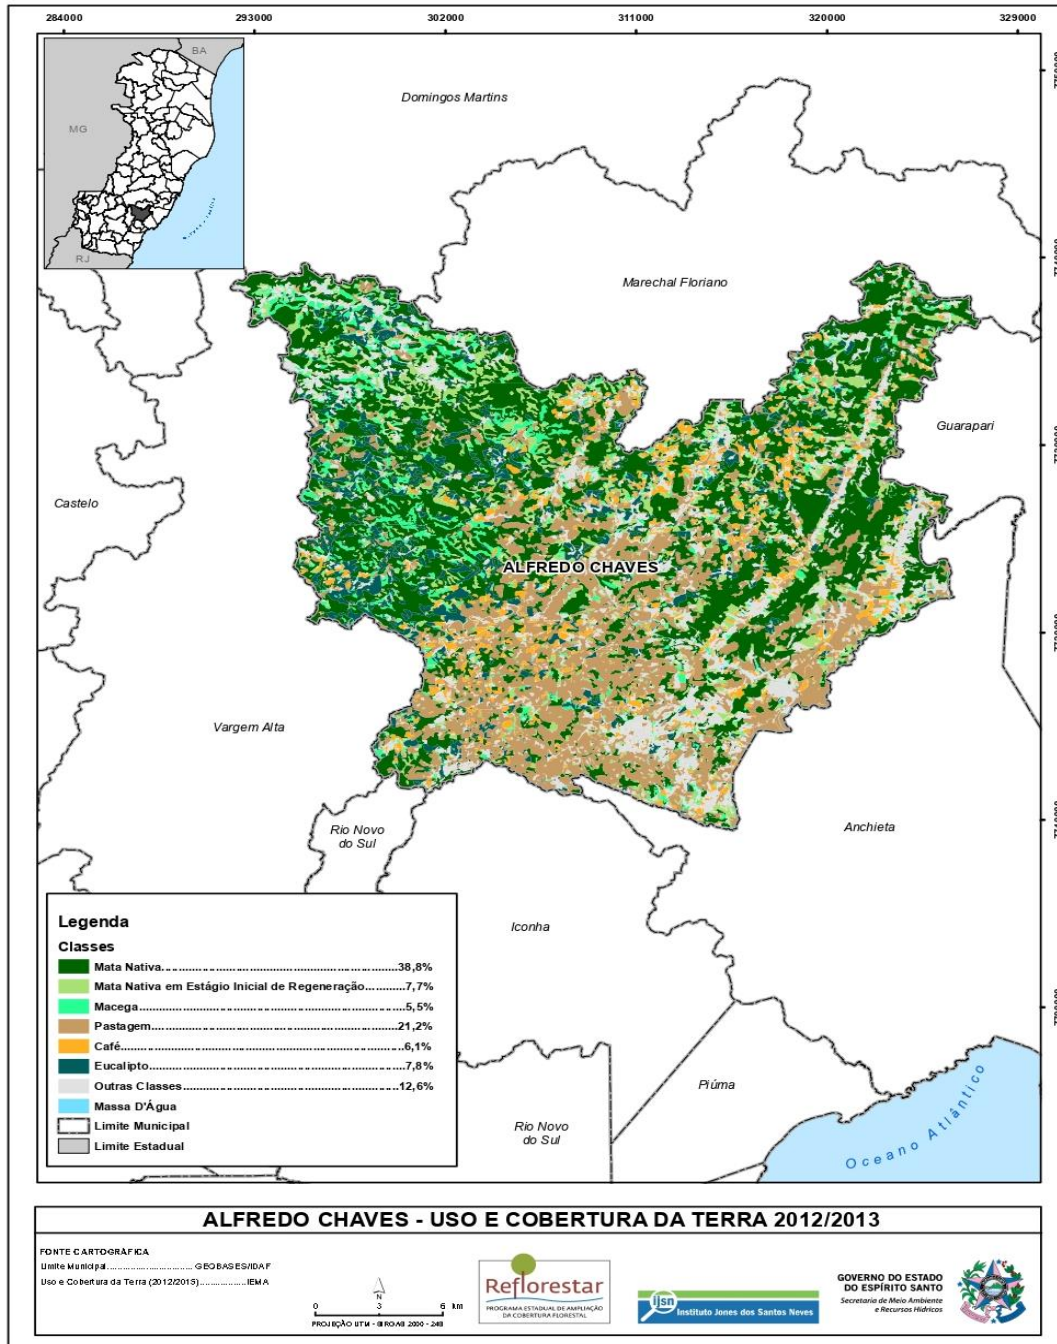 284000 293000 302000 311000 320000 329000
BA
MG
RJ
Domingos Martins
Marechal Floriano
Guarapari
Castelo
ALFREDO CHAVES
Vargem Alta
Rio Novo
do Sul
Anchieta
Iconha
Piúma
Rio Novo
do Sul
Oceano Atlântico
Legenda
Classes
Mata Nativa..........38,8%
Mata Nativa em Estágio Inicial de Regeneração............7,7%
Macega..........5,5%
Pastagem..........21,2%
Café..........6,1%
Eucalipto..........7,8%
Outras Classes..........12,6%
Massa D'Água
Limite Municipal
Limite Estadual
ALFREDO CHAVES - USO E COBERTURA DA TERRA 2012/2013
FONTE CARTOGRÁFICA
Limite Municipal.......... GEOBASES/IDAF
Uso e Cobertura da Terra (2012/2015)..........IEMA
N
0 3 6 km
PROJEÇÃO UTM - SIRGAS 2000 - 24S
Reflorestar
PROGRAMA ESTADUAL DE AMPLIAÇÃO
DA COBERTURA FLORESTAL
ijsn Instituto Jones dos Santos Neves
GOVERNO DO ESTADO
DO ESPÍRITO SANTO
Secretaria de Meio Ambiente
e Recursos Hídricos